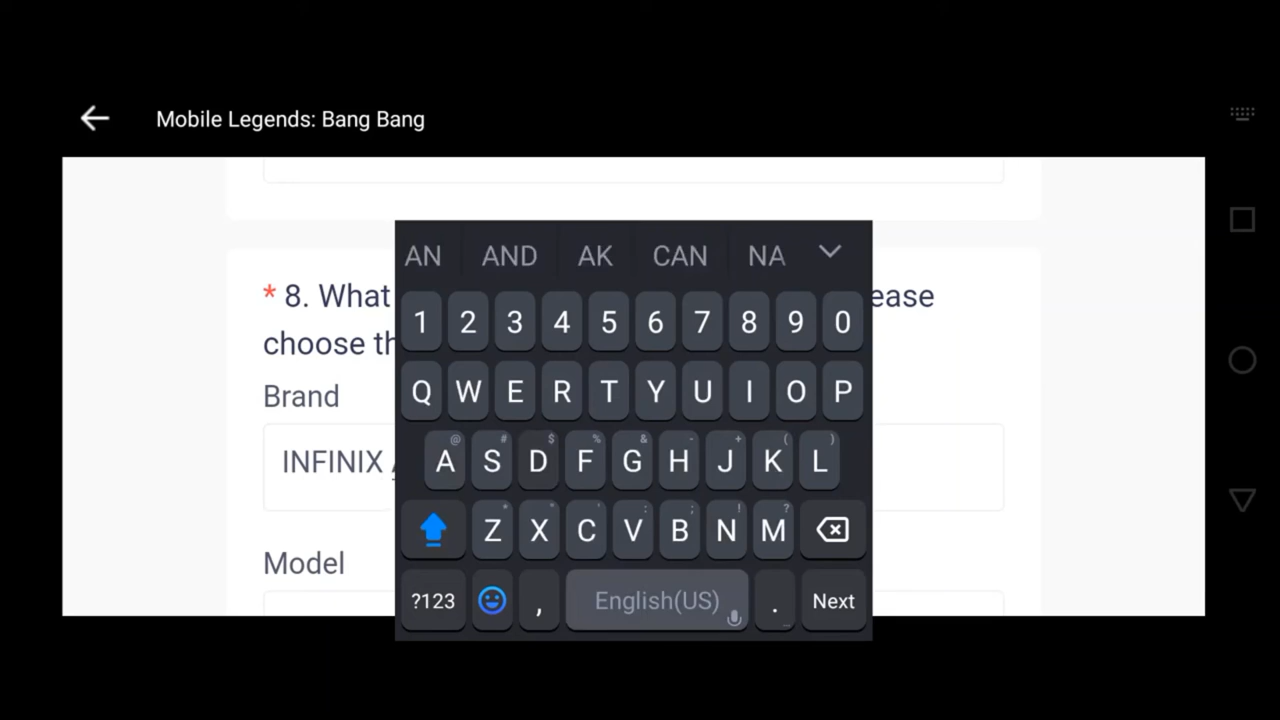 Mobile Legends: Bang Bang
* 8. What
ease
choose th
Brand
INFINIX
Model
AN AND AK CAN NA
1 2 3 4 5 6 7 8 9 0
Q W E R T Y U I O P
@ # $ % & - + ( )
A S D F G H J K L
* " ' : ; ! ?
Z X C V B N M
?123 , English(US) . Next